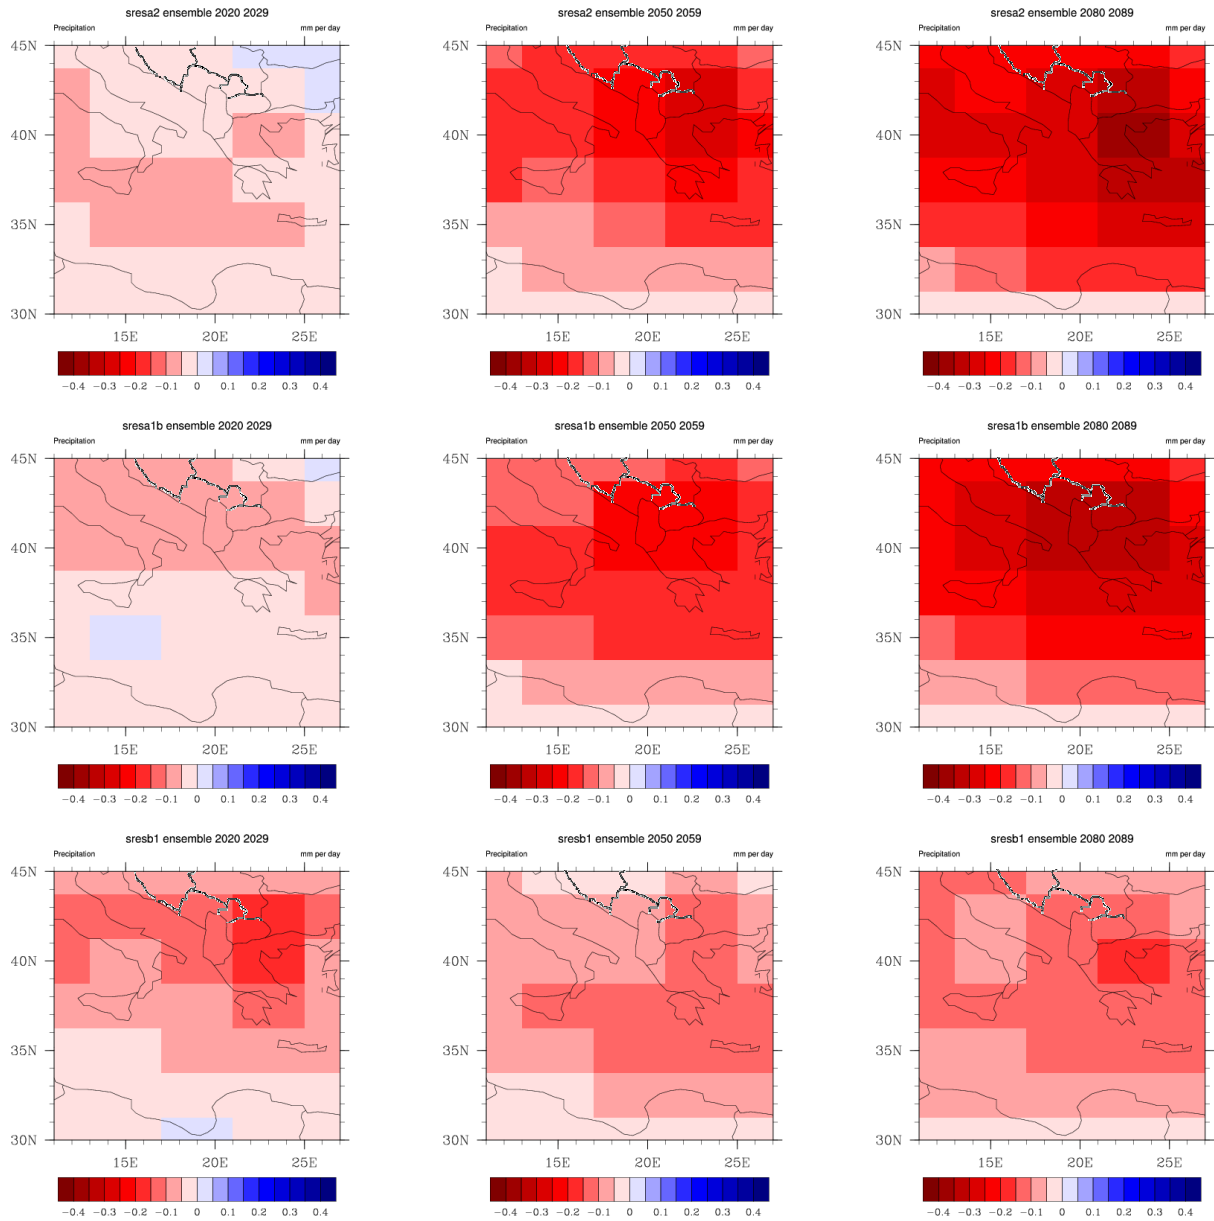 sresa2 ensemble 2020 2029
Precipitation mm per day
45N
40N
35N
30N
15E 20E 25E
−0.4 −0.3 −0.2 −0.1 0 0.1 0.2 0.3 0.4
sresa2 ensemble 2050 2059
Precipitation mm per day
45N
40N
35N
30N
15E 20E 25E
−0.4 −0.3 −0.2 −0.1 0 0.1 0.2 0.3 0.4
sresa2 ensemble 2080 2089
Precipitation mm per day
45N
40N
35N
30N
15E 20E 25E
−0.4 −0.3 −0.2 −0.1 0 0.1 0.2 0.3 0.4
sresa1b ensemble 2020 2029
Precipitation mm per day
45N
40N
35N
30N
15E 20E 25E
−0.4 −0.3 −0.2 −0.1 0 0.1 0.2 0.3 0.4
sresa1b ensemble 2050 2059
Precipitation mm per day
45N
40N
35N
30N
15E 20E 25E
−0.4 −0.3 −0.2 −0.1 0 0.1 0.2 0.3 0.4
sresa1b ensemble 2080 2089
Precipitation mm per day
45N
40N
35N
30N
15E 20E 25E
−0.4 −0.3 −0.2 −0.1 0 0.1 0.2 0.3 0.4
sresb1 ensemble 2020 2029
Precipitation mm per day
45N
40N
35N
30N
15E 20E 25E
−0.4 −0.3 −0.2 −0.1 0 0.1 0.2 0.3 0.4
sresb1 ensemble 2050 2059
Precipitation mm per day
45N
40N
35N
30N
15E 20E 25E
−0.4 −0.3 −0.2 −0.1 0 0.1 0.2 0.3 0.4
sresb1 ensemble 2080 2089
Precipitation mm per day
45N
40N
35N
30N
15E 20E 25E
−0.4 −0.3 −0.2 −0.1 0 0.1 0.2 0.3 0.4